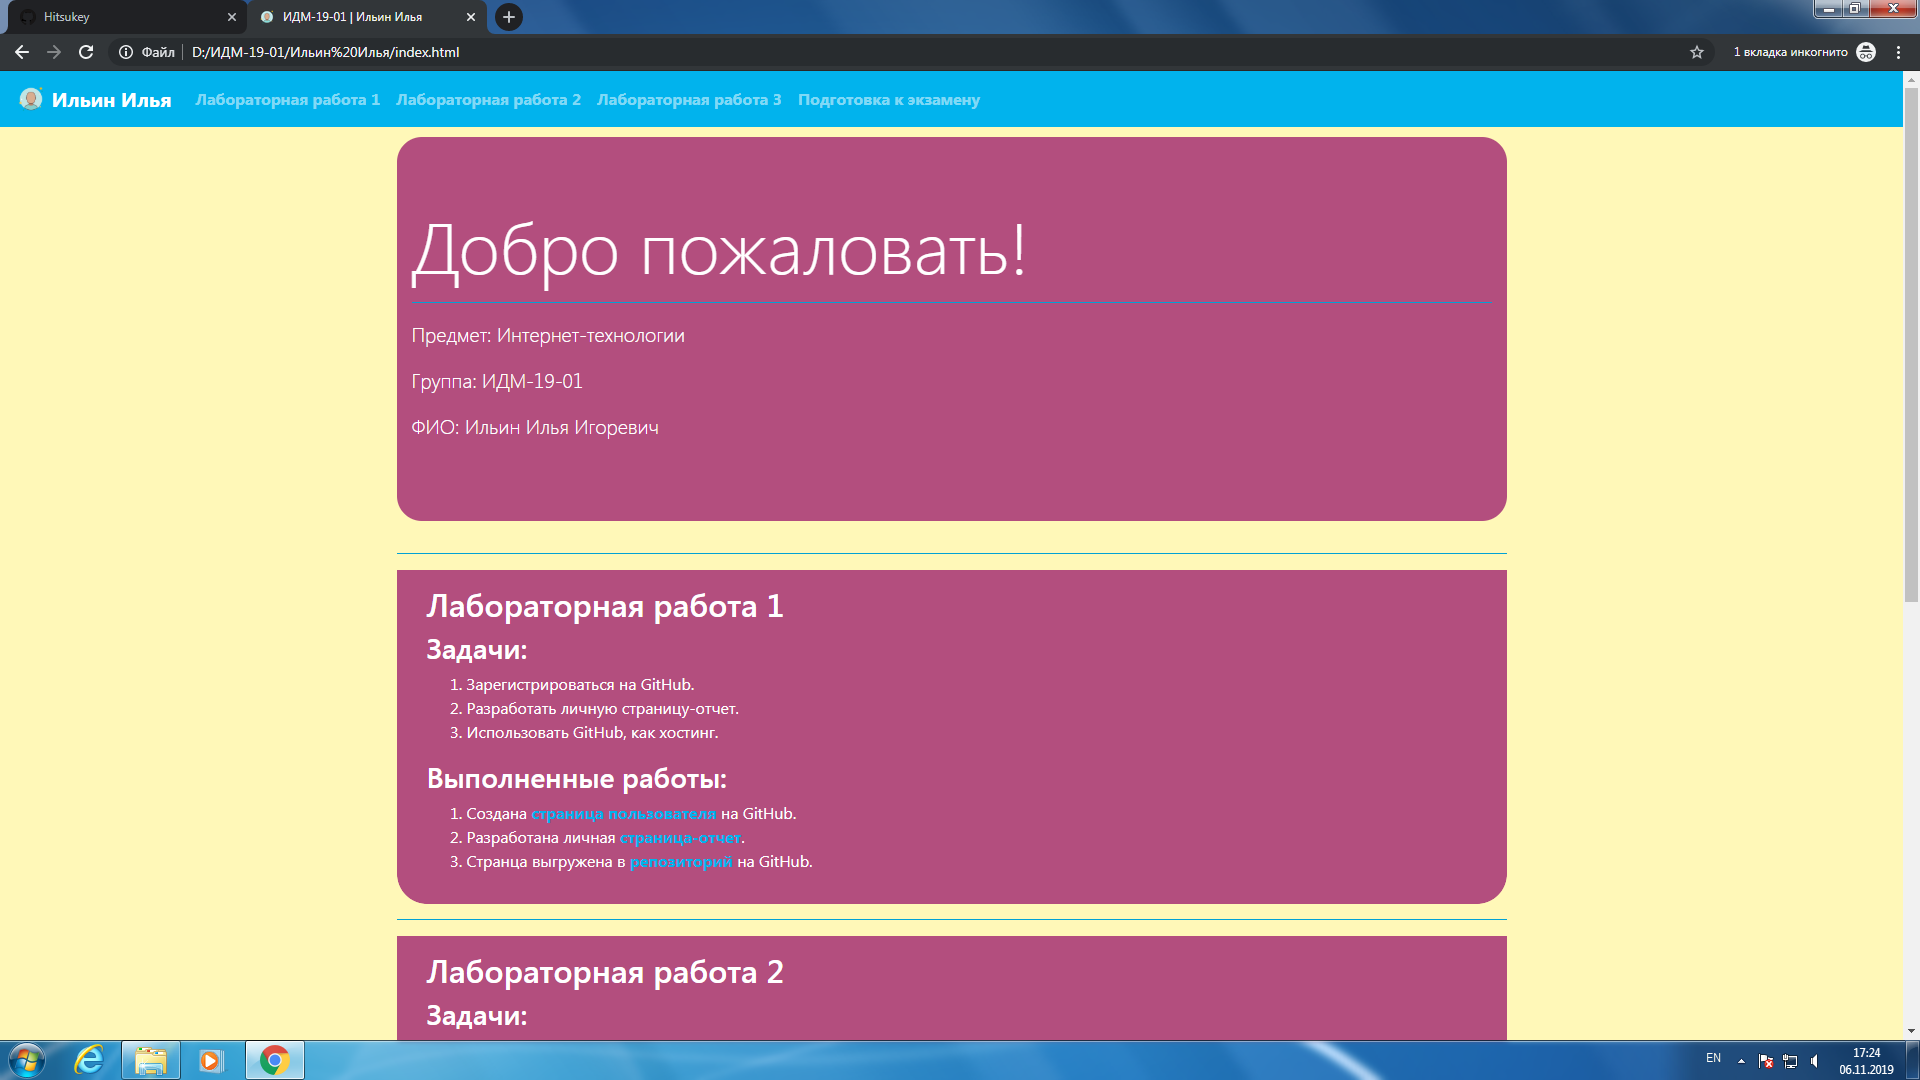 Hitsukey
ИДМ-19-01 | Ильин Илья
Файл
D:/ИДМ-19-01/Ильин%20Илья/index.html
1 вкладка инкогнито
Ильин Илья
Лабораторная работа 1
Лабораторная работа 2
Лабораторная работа 3
Подготовка к экзамену
Добро пожаловать!
Предмет: Интернет-технологии
Группа: ИДМ-19-01
ФИО: Ильин Илья Игоревич
Лабораторная работа 1
Задачи:
1. Зарегистрироваться на GitHub.
2. Разработать личную страницу-отчет.
3. Использовать GitHub, как хостинг.
Выполненные работы:
1. Создана страница пользователя на GitHub.
2. Разработана личная страница-отчет.
3. Странца выгружена в репозиторий на GitHub.
Лабораторная работа 2
Задачи:
EN
17:24
06.11.2019